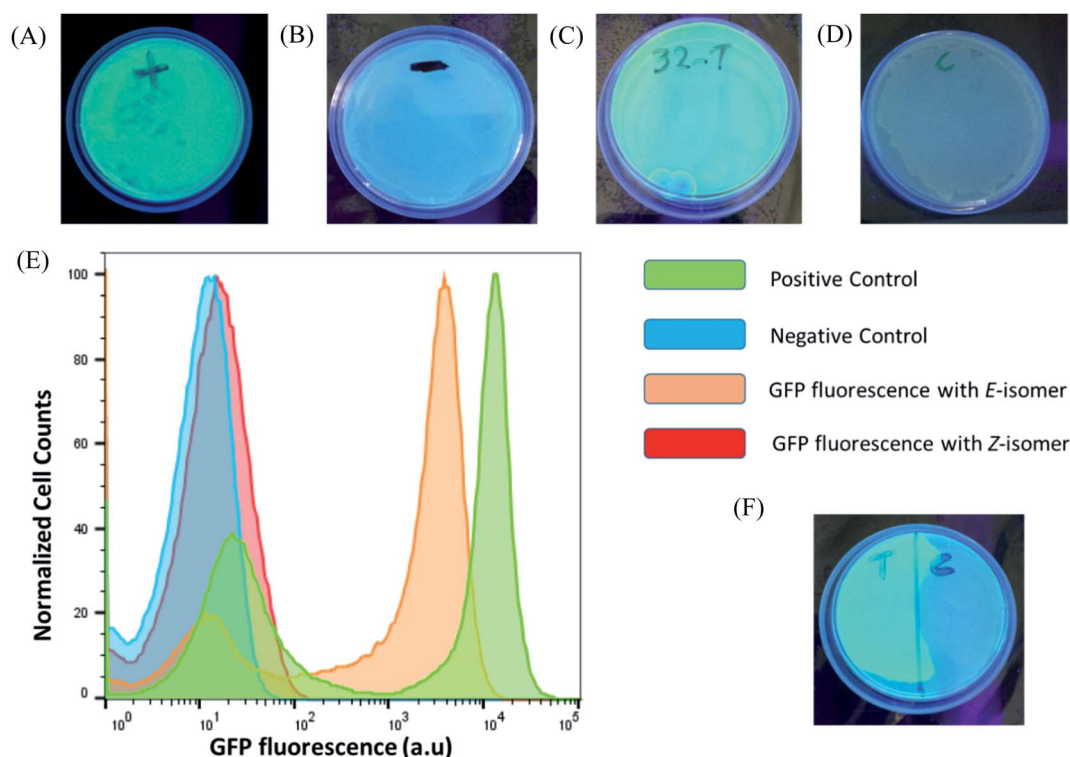 (A)
(B)
(C)
(D)
+
-
32-T
C
(E)
100
80
60
40
20
0
Normalized Cell Counts
10^0
10^1
10^2
10^3
10^4
10^5
GFP fluorescence (a.u)
Positive Control
Negative Control
GFP fluorescence with E-isomer
GFP fluorescence with Z-isomer
(F)
T
C